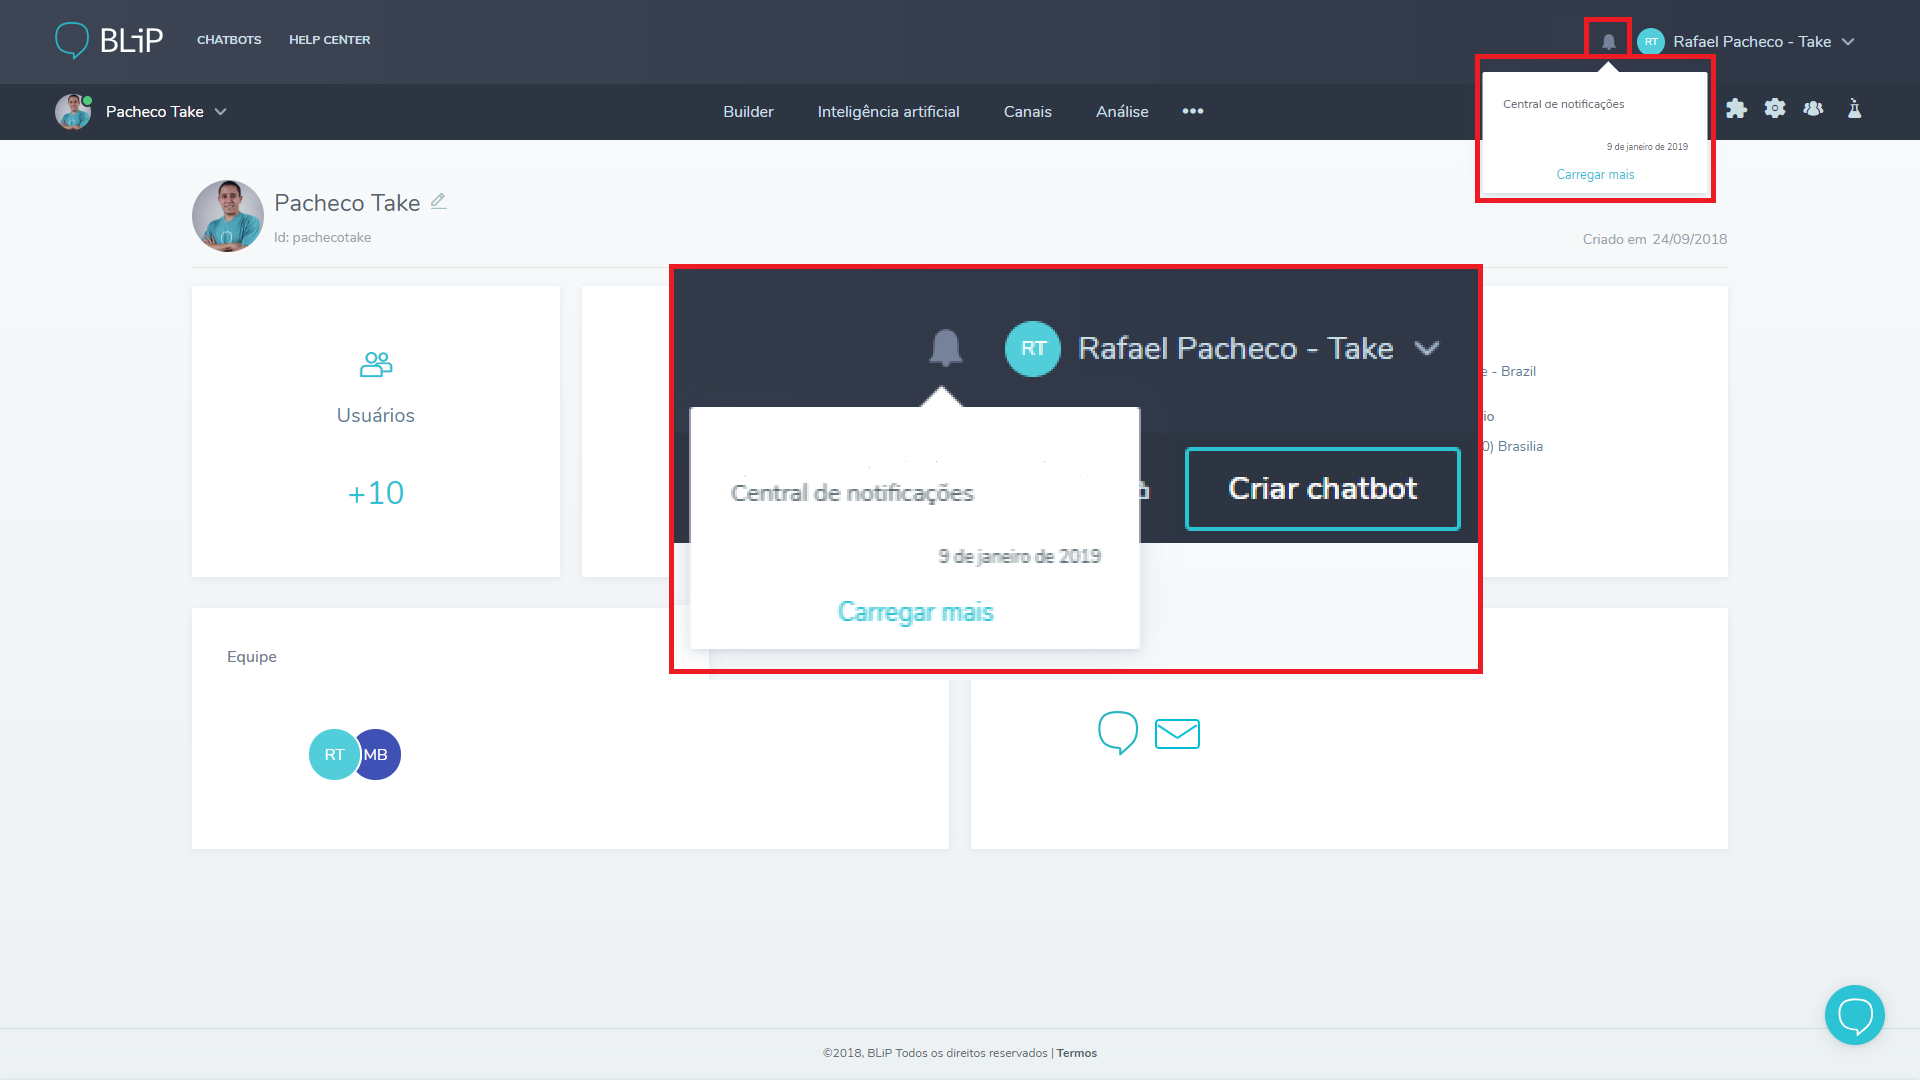 BLiP
CHATBOTS
HELP CENTER
RT
Rafael Pacheco - Take
Pacheco Take
Builder
Inteligência artificial
Canais
Análise
Central de notificações
9 de janeiro de 2019
Carregar mais
Pacheco Take
Id: pachecotake
Criado em 24/09/2018
Usuários
+10
RT
Rafael Pacheco - Take
Criar chatbot
Central de notificações
9 de janeiro de 2019
Carregar mais
- Brazil
Brasilia
Equipe
RT
MB
©2018, BLiP Todos os direitos reservados | Termos